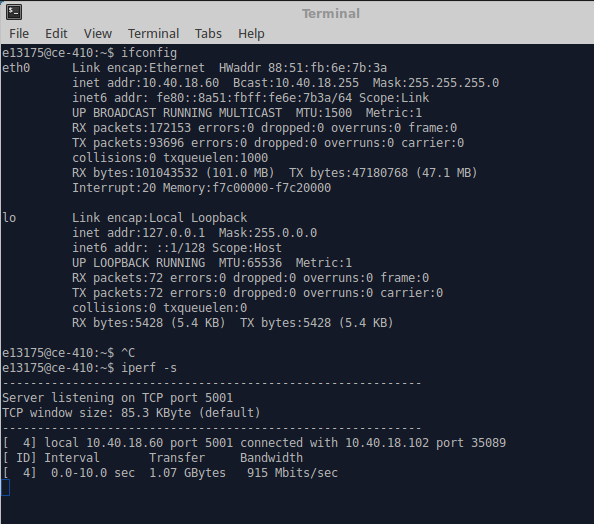 Terminal
File Edit View Terminal Tabs Help
e13175@ce-410:~$ ifconfig
eth0      Link encap:Ethernet  HWaddr 88:51:fb:6e:7b:3a
          inet addr:10.40.18.60  Bcast:10.40.18.255  Mask:255.255.255.0
          inet6 addr: fe80::8a51:fbff:fe6e:7b3a/64 Scope:Link
          UP BROADCAST RUNNING MULTICAST  MTU:1500  Metric:1
          RX packets:172153 errors:0 dropped:0 overruns:0 frame:0
          TX packets:93696 errors:0 dropped:0 overruns:0 carrier:0
          collisions:0 txqueuelen:1000
          RX bytes:101043532 (101.0 MB)  TX bytes:47180768 (47.1 MB)
          Interrupt:20 Memory:f7c00000-f7c20000
lo        Link encap:Local Loopback
          inet addr:127.0.0.1  Mask:255.0.0.0
          inet6 addr: ::1/128 Scope:Host
          UP LOOPBACK RUNNING  MTU:65536  Metric:1
          RX packets:72 errors:0 dropped:0 overruns:0 frame:0
          TX packets:72 errors:0 dropped:0 overruns:0 carrier:0
          collisions:0 txqueuelen:0
          RX bytes:5428 (5.4 KB)  TX bytes:5428 (5.4 KB)
e13175@ce-410:~$ ^C
e13175@ce-410:~$ iperf -s
------------------------------------------------------------
Server listening on TCP port 5001
TCP window size: 85.3 KByte (default)
------------------------------------------------------------
[  4] local 10.40.18.60 port 5001 connected with 10.40.18.102 port 35089
[ ID] Interval       Transfer     Bandwidth
[  4]  0.0-10.0 sec  1.07 GBytes   915 Mbits/sec